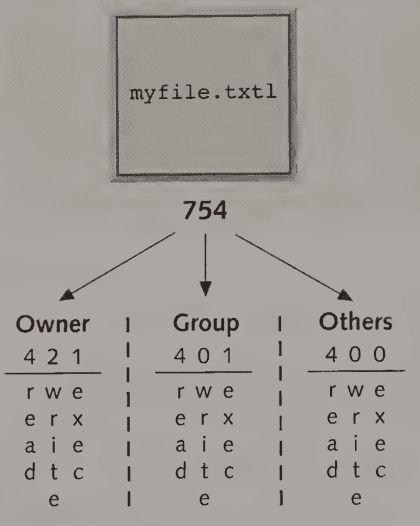 myfile.txtl
754
Owner Group Others
4 2 1 4 0 1 4 0 0
r w e r w e r w e
e r x e r x e r x
a i e a i e a i e
d t c d t c d t c
e e e